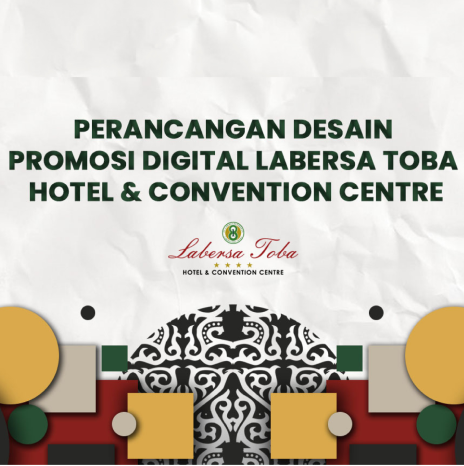 PERANCANGAN DESAIN
PROMOSI DIGITAL LABERSA TOBA
HOTEL & CONVENTION CENTRE
Labersa Toba
HOTEL & CONVENTION CENTRE